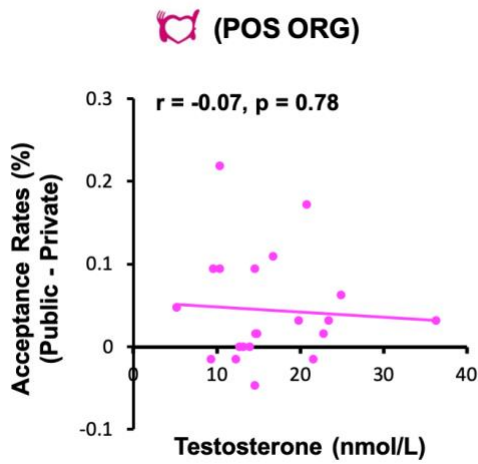 (POS ORG)
r = -0.07, p = 0.78
Acceptance Rates (%)
(Public - Private)
0.3
0.2
0.1
0
-0.1
0
10
20
30
40
Testosterone (nmol/L)